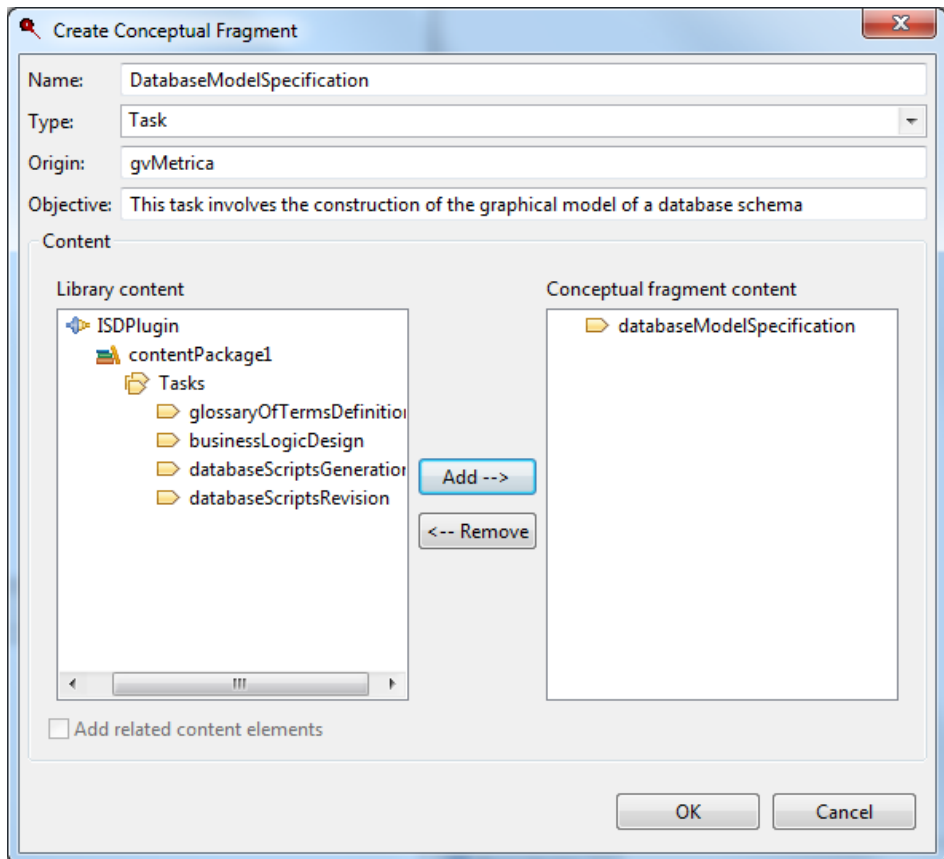 Create Conceptual Fragment
Name: DatabaseModelSpecification
Type: Task
Origin: gvMetrica
Objective: This task involves the construction of the graphical model of a database schema
Content
Library content
ISDPlugin
contentPackage1
Tasks
glossaryOfTermsDefinition
businessLogicDesign
databaseScriptsGeneration
databaseScriptsRevision
Add -->
<-- Remove
Conceptual fragment content
databaseModelSpecification
Add related content elements
OK Cancel